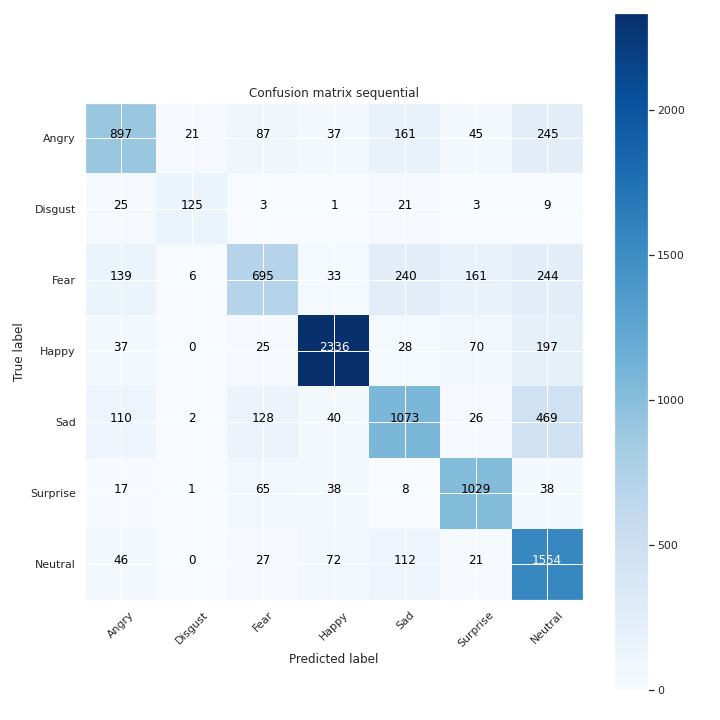 Confusion matrix sequential
True label
Angry 897 21 87 37 161 45 245
Disgust 25 125 3 1 21 3 9
Fear 139 6 695 33 240 161 244
Happy 37 0 25 2336 28 70 197
Sad 110 2 128 40 1073 26 469
Surprise 17 1 65 38 8 1029 38
Neutral 46 0 27 72 112 21 1554
Angry Disgust Fear Happy Sad Surprise Neutral
Predicted label
2000
1500
1000
500
0